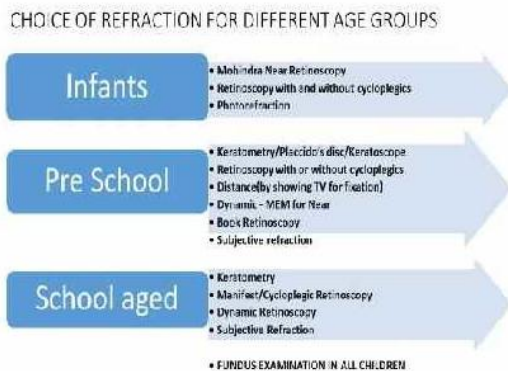 CHOICE OF REFRACTION FOR DIFFERENT AGE GROUPS
Infants
• Mohindra Near Retinoscopy
• Retinoscopy with and without cycloplegics
• Photorefraction
Pre School
• Keratometry/Placcido's disc/Keratoscope
• Retinoscopy with or without cycloplegics
• Distance(by showing TV for fixation)
• Dynamic - MEM for Near
• Book Retinoscopy
• Subjective refraction
School aged
• Keratometry
• Manifest/Cycloplegic Retinoscopy
• Dynamic Retinoscopy
• Subjective Refraction
• FUNDUS EXAMINATION IN ALL CHILDREN